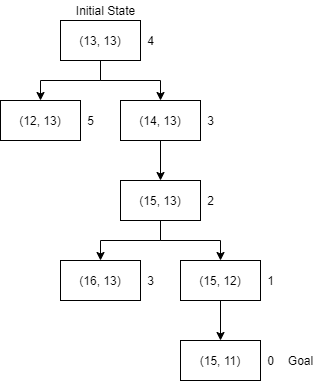 Initial State
(13, 13) 4
(12, 13) 5 (14, 13) 3
(15, 13) 2
(16, 13) 3 (15, 12) 1
(15, 11) 0 Goal